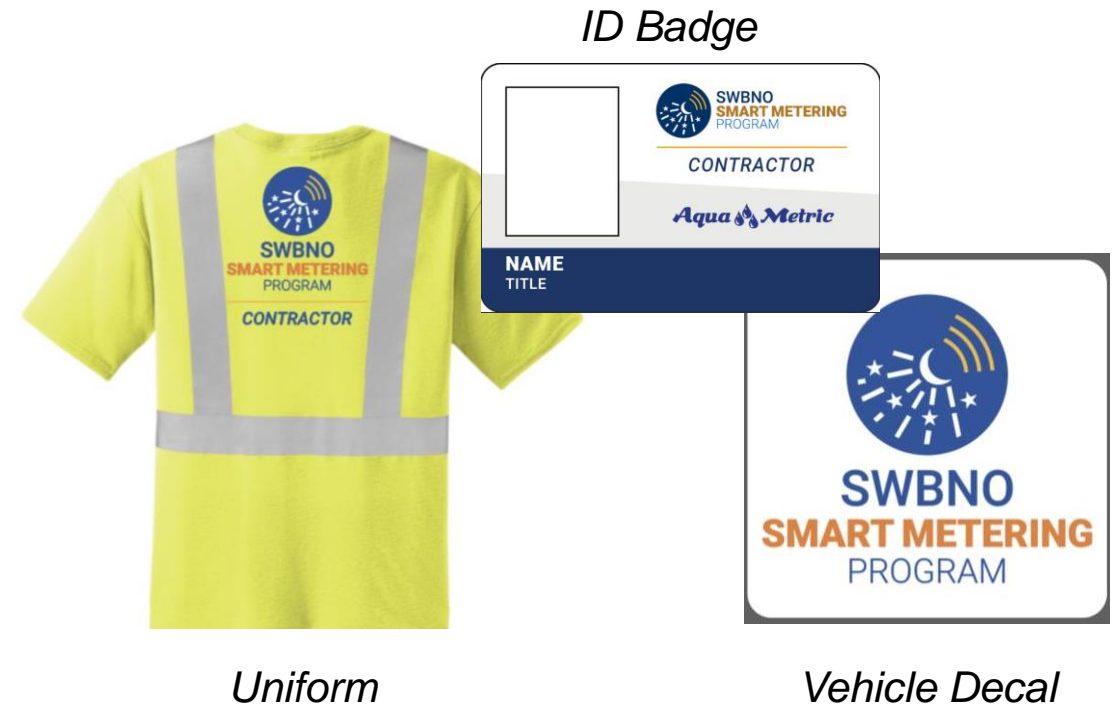 ID Badge
SWBNO
SMART METERING
PROGRAM
CONTRACTOR
Aqua Metric
NAME
TITLE
SWBNO
SMART METERING
PROGRAM
CONTRACTOR
SWBNO
SMART METERING
PROGRAM
Uniform
Vehicle Decal